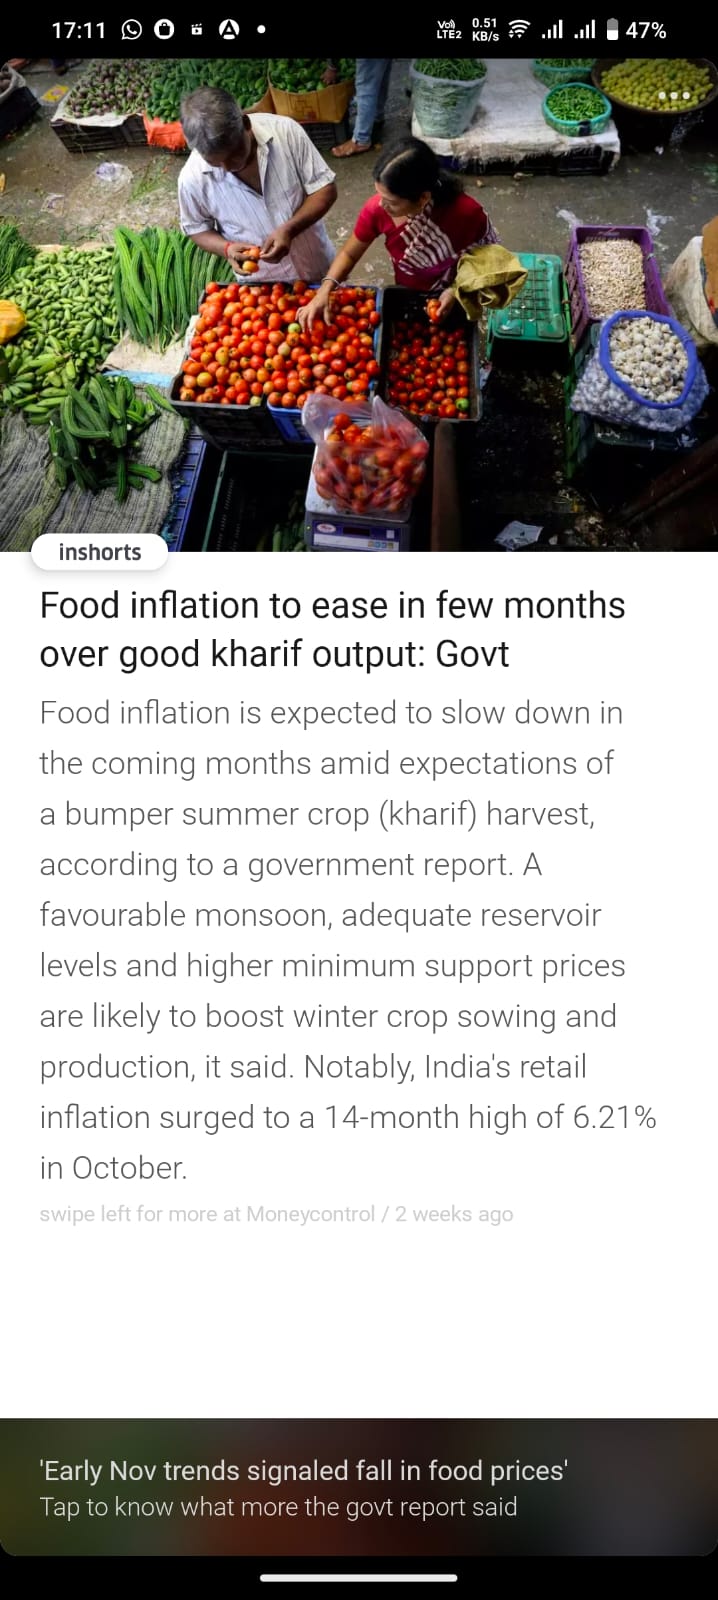 17:11
Vo) 0.51
LTE2 KB/s
47%
inshorts
Food inflation to ease in few months
over good kharif output: Govt
Food inflation is expected to slow down in
the coming months amid expectations of
a bumper summer crop (kharif) harvest,
according to a government report. A
favourable monsoon, adequate reservoir
levels and higher minimum support prices
are likely to boost winter crop sowing and
production, it said. Notably, India's retail
inflation surged to a 14-month high of 6.21%
in October.
swipe left for more at Moneycontrol / 2 weeks ago
'Early Nov trends signaled fall in food prices'
Tap to know what more the govt report said